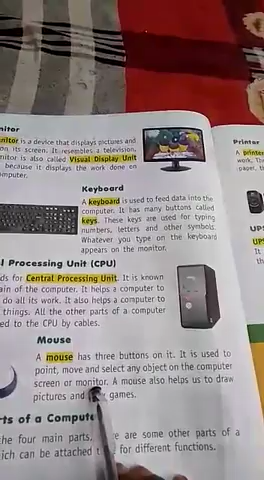 nitor
nitor is a device that displays pictures and
on its screen. It resembles a television,
nitor is also called Visual Display Unit
because it displays the work done on
mputer.
Keyboard
A keyboard is used to feed data into the
computer. It has many buttons called
keys. These keys are used for typing
numbers, letters and other symbols.
Whatever you type on the keyboard
appears on the monitor.
l Processing Unit (CPU)
ds for Central Processing Unit. It is known
ain of the computer. It helps a computer to
do all its work. It also helps a computer to
things. All the other parts of a computer
ed to the CPU by cables.
Mouse
A mouse has three buttons on it. It is used to
point, move and select any object on the computer
screen or monitor. A mouse also helps us to draw
pictures and games.
rts of a Compute
the four main parts, re are some other parts of a
ich can be attached for different functions.
Printer
A printer
work. Th
paper, th
UPS
UPS
It
th